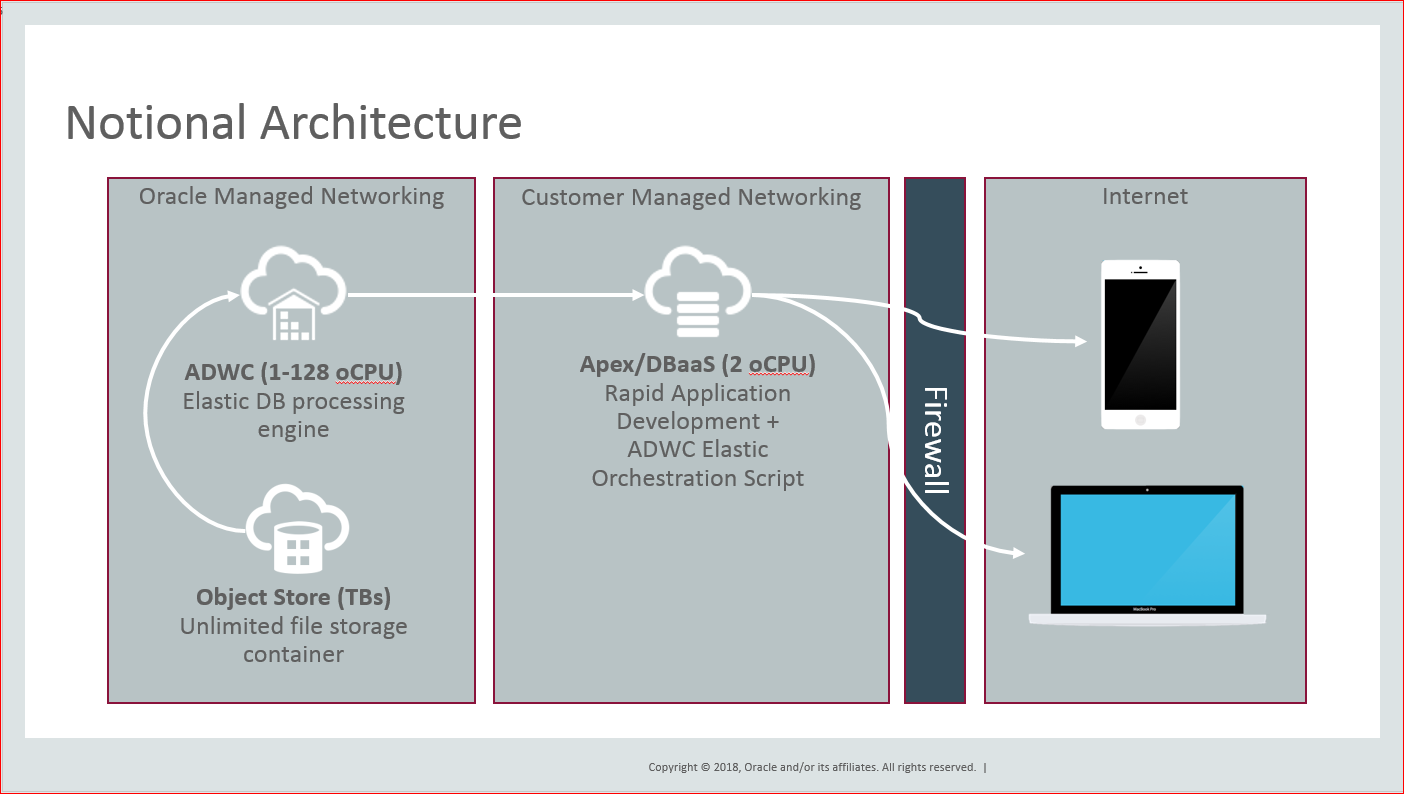 Notional Architecture
Oracle Managed Networking
ADWC (1-128 oCPU)
Elastic DB processing
engine
Object Store (TBs)
Unlimited file storage
container
Customer Managed Networking
Apex/DBaaS (2 oCPU)
Rapid Application
Development +
ADWC Elastic
Orchestration Script
Firewall
Internet
MacBook Pro
Copyright © 2018, Oracle and/or its affiliates. All rights reserved. |